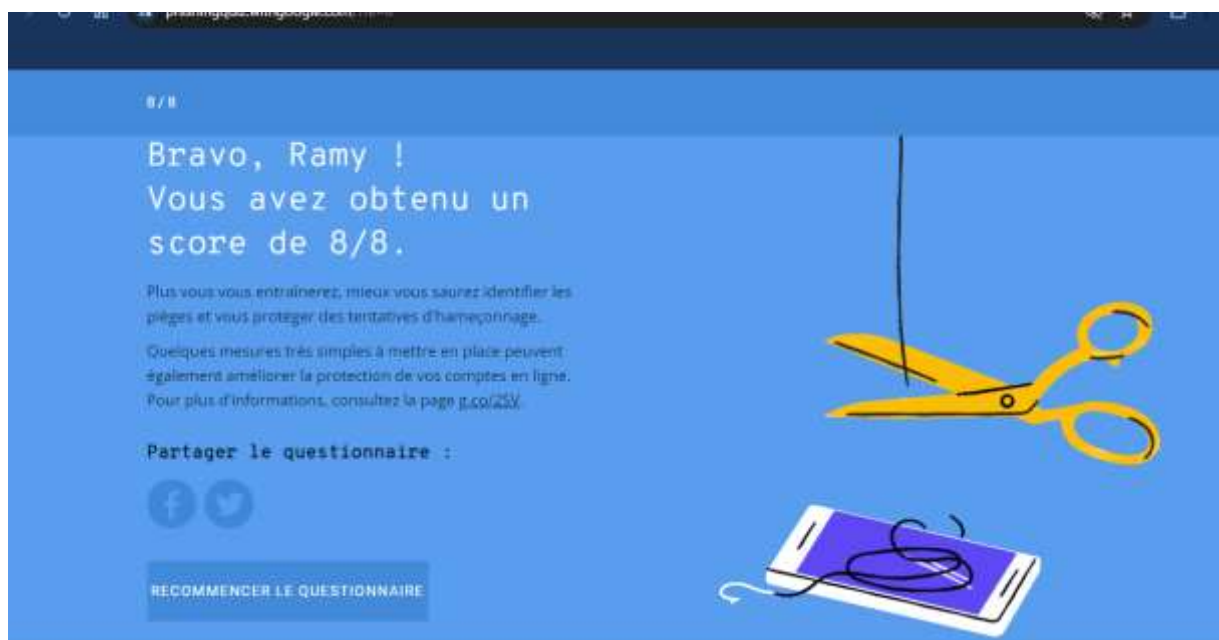 8/8
Bravo, Ramy !
Vous avez obtenu un
score de 8/8.
Plus vous vous entraînerez, mieux vous saurez identifier les
pièges et vous protéger des tentatives d'hameçonnage.
Quelques mesures très simples à mettre en place peuvent
également améliorer la protection de vos comptes en ligne.
Pour plus d'informations, consultez la page g.co/2SV.
Partager le questionnaire :
RECOMMENCER LE QUESTIONNAIRE